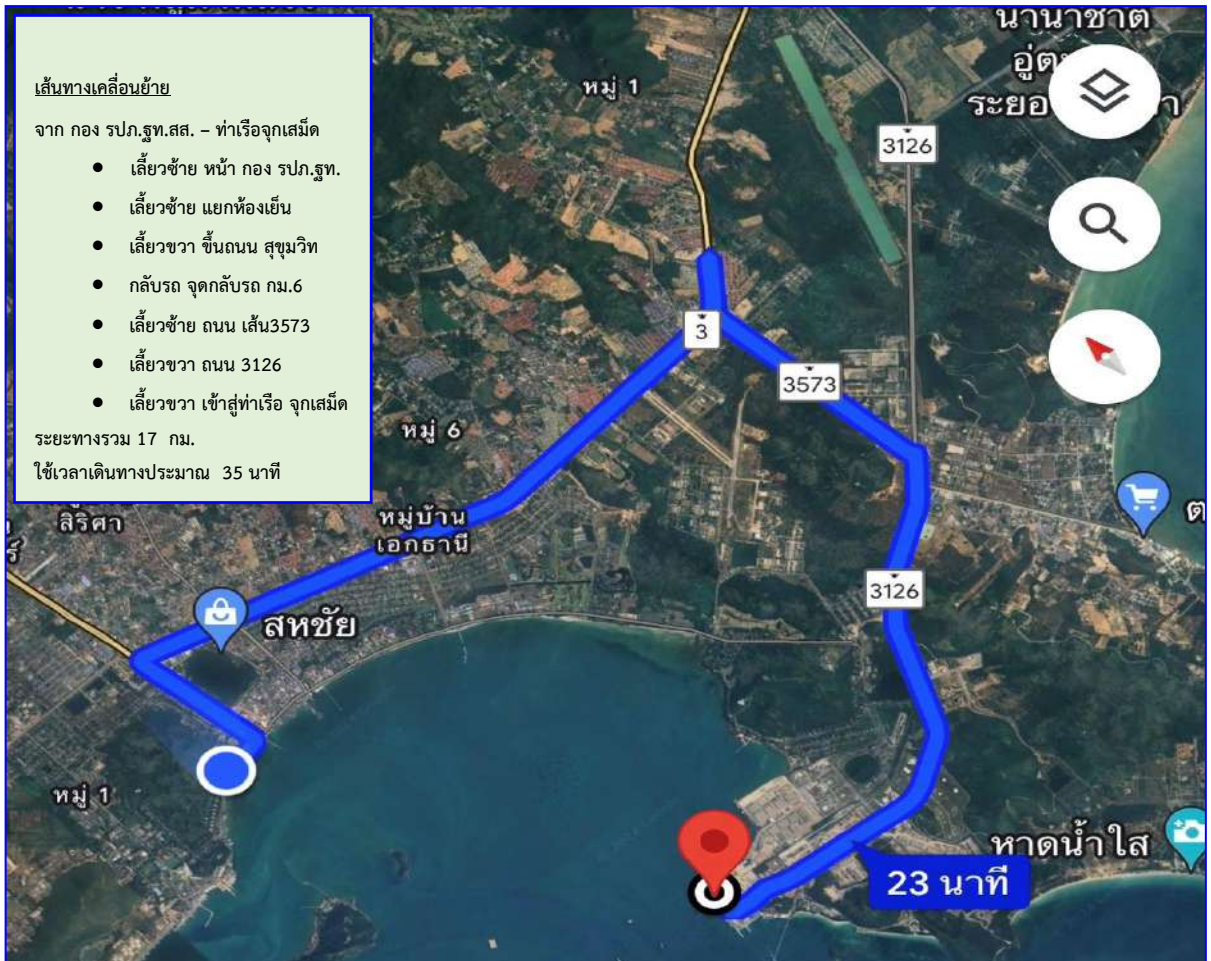 เส้นทางเคลื่อนย้าย
จาก กอง รปภ.ฐท.สส. – ท่าเรือจุกเสม็ด
• เลี้ยวซ้าย หน้า กอง รปภ.ฐท.
• เลี้ยวซ้าย แยกห้องเย็น
• เลี้ยวขวา ขึ้นถนน สุขุมวิท
• กลับรถ จุดกลับรถ กม.6
• เลี้ยวซ้าย ถนน เส้น3573
• เลี้ยวขวา ถนน 3126
• เลี้ยวขวา เข้าสู่ท่าเรือ จุกเสม็ด
ระยะทางรวม 17 กม.
ใช้เวลาเดินทางประมาณ 35 นาที
นานาชาติ
หมู่ 1
3126
3
3573
หมู่ 6
ลิริศา
หมู่บ้าน
เอกธานี
3126
สหชัย
หมู่ 1
หาดน้ำใส
23 นาที